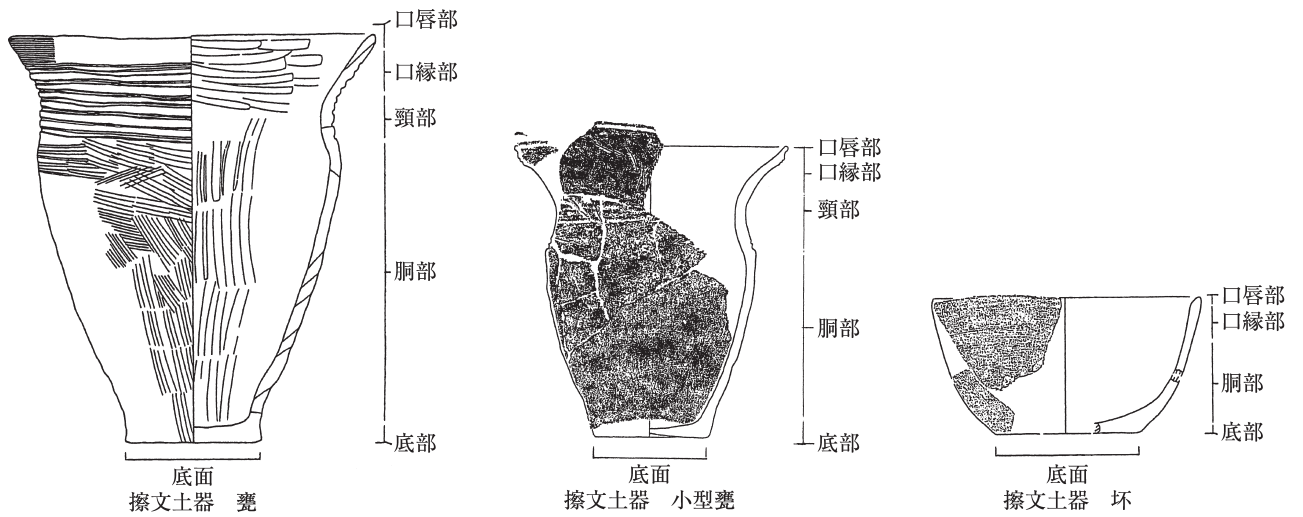 口唇部
口縁部
頸部
胴部
底部
底面
擦文土器 甕
口唇部
口縁部
頸部
胴部
底部
底面
擦文土器 小型甕
口唇部
口縁部
胴部
底部
底面
擦文土器 坏